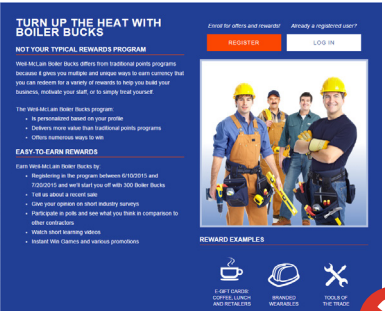 TURN UP THE HEAT WITH
BOILER BUCKS
Enroll for offers and rewards!
Already a registered user?
REGISTER
LOG IN
NOT YOUR TYPICAL REWARDS PROGRAM
Weil-McLain Boiler Bucks differs from traditional points programs
because it gives you multiple and unique ways to earn currency that
you can redeem for a variety of rewards to help you build your
business, motivate your staff, or to simply treat yourself.
The Weil-McLain Boiler Bucks program:
• Is personalized based on your profile
• Delivers more value than traditional points programs
• Offers numerous ways to win
EASY-TO-EARN REWARDS
Earn Weil-McLain Boiler Bucks by:
• Registering in the program between 6/10/2015 and
7/20/2015 and we'll start you off with 300 Boiler Bucks
• Tell us about a recent sale
• Give your opinion on short industry surveys
• Participate in polls and see what you think in comparison to
other contractors
• Watch short learning videos
• Instant Win Games and various promotions
REWARD EXAMPLES
E-GIFT CARDS:
COFFEE, LUNCH
AND RETAILERS
BRANDED
WEARABLES
TOOLS OF
THE TRADE